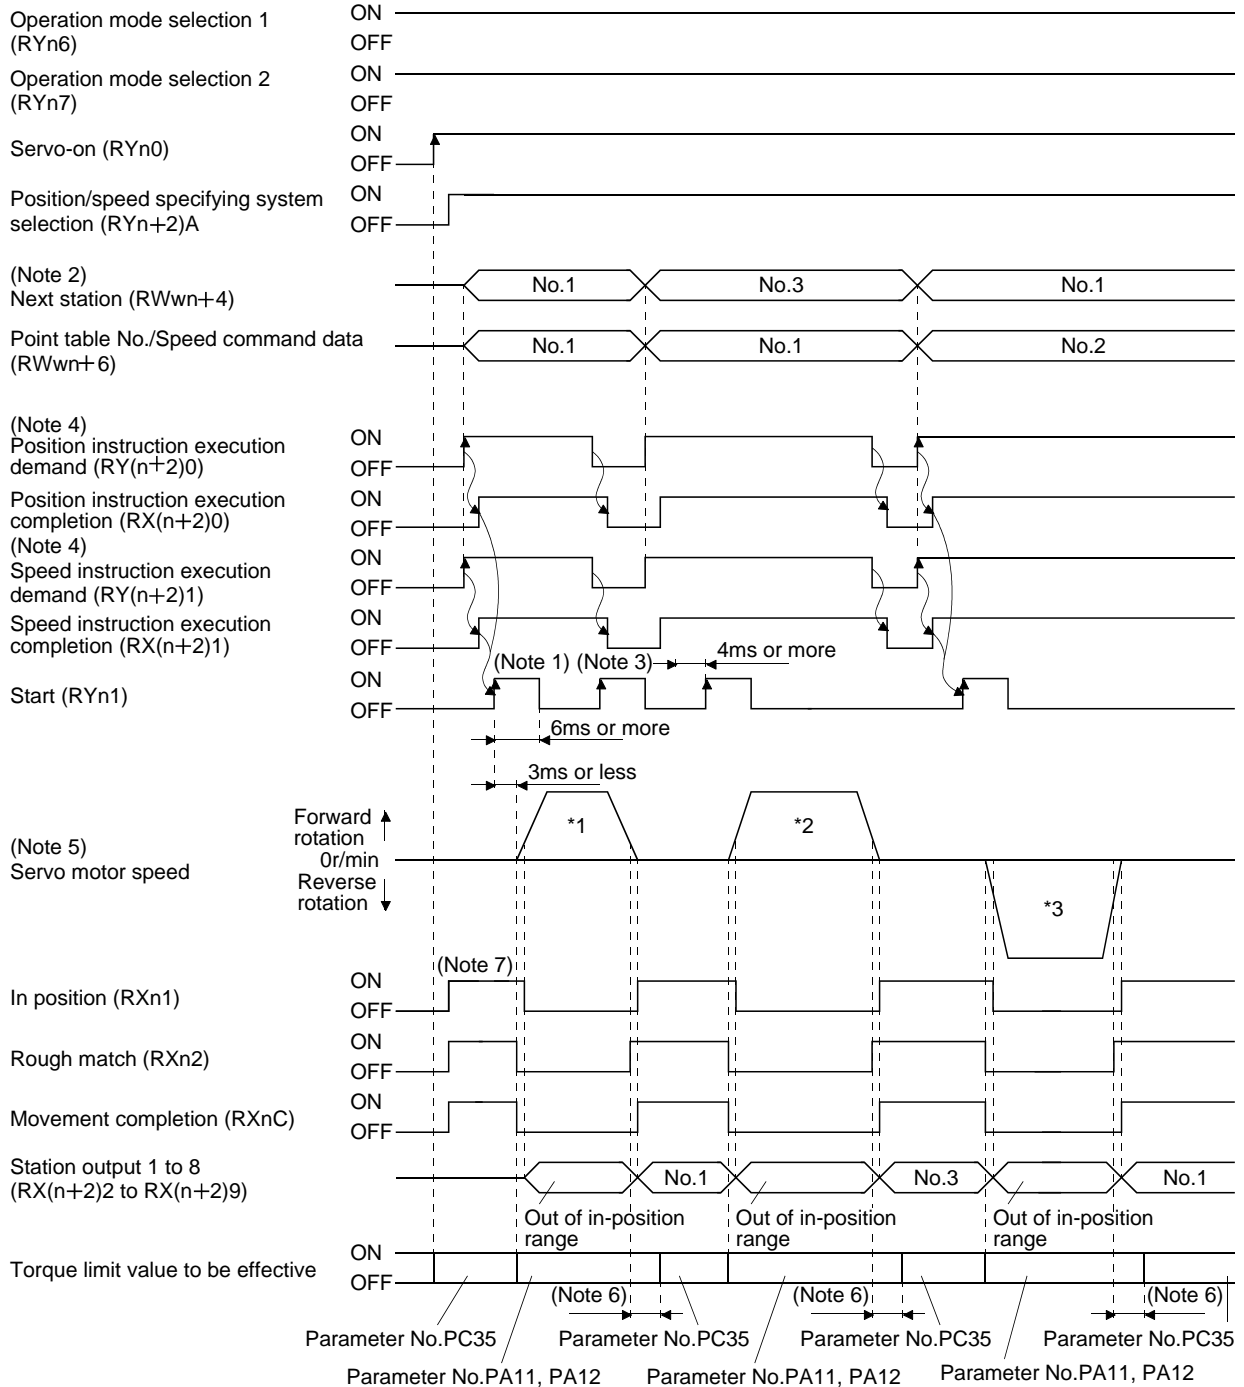 Operation mode selection 1
(RYn6)
ON
OFF
Operation mode selection 2
(RYn7)
ON
OFF
Servo-on (RYn0)
ON
OFF
Position/speed specifying system
selection (RYn+2)A
ON
OFF
(Note 2)
Next station (RWwn+4)
No.1
No.3
No.1
Point table No./Speed command data
(RWwn+6)
No.1
No.1
No.2
(Note 4)
Position instruction execution
demand (RY(n+2)0)
ON
OFF
Position instruction execution
completion (RX(n+2)0)
ON
OFF
(Note 4)
Speed instruction execution
demand (RY(n+2)1)
ON
OFF
Speed instruction execution
completion (RX(n+2)1)
ON
OFF
(Note 1) (Note 3)
4ms or more
Start (RYn1)
ON
OFF
6ms or more
3ms or less
(Note 5)
Servo motor speed
Forward
rotation
0r/min
Reverse
rotation
*1
*2
*3
(Note 7)
In position (RXn1)
ON
OFF
Rough match (RXn2)
ON
OFF
Movement completion (RXnC)
ON
OFF
Station output 1 to 8
(RX(n+2)2 to RX(n+2)9)
No.1
No.3
No.1
Out of in-position
range
Out of in-position
range
Out of in-position
range
Torque limit value to be effective
ON
OFF
(Note 6)
(Note 6)
(Note 6)
Parameter No.PC35
Parameter No.PC35
Parameter No.PC35
Parameter No.PC35
Parameter No.PA11, PA12
Parameter No.PA11, PA12
Parameter No.PA11, PA12